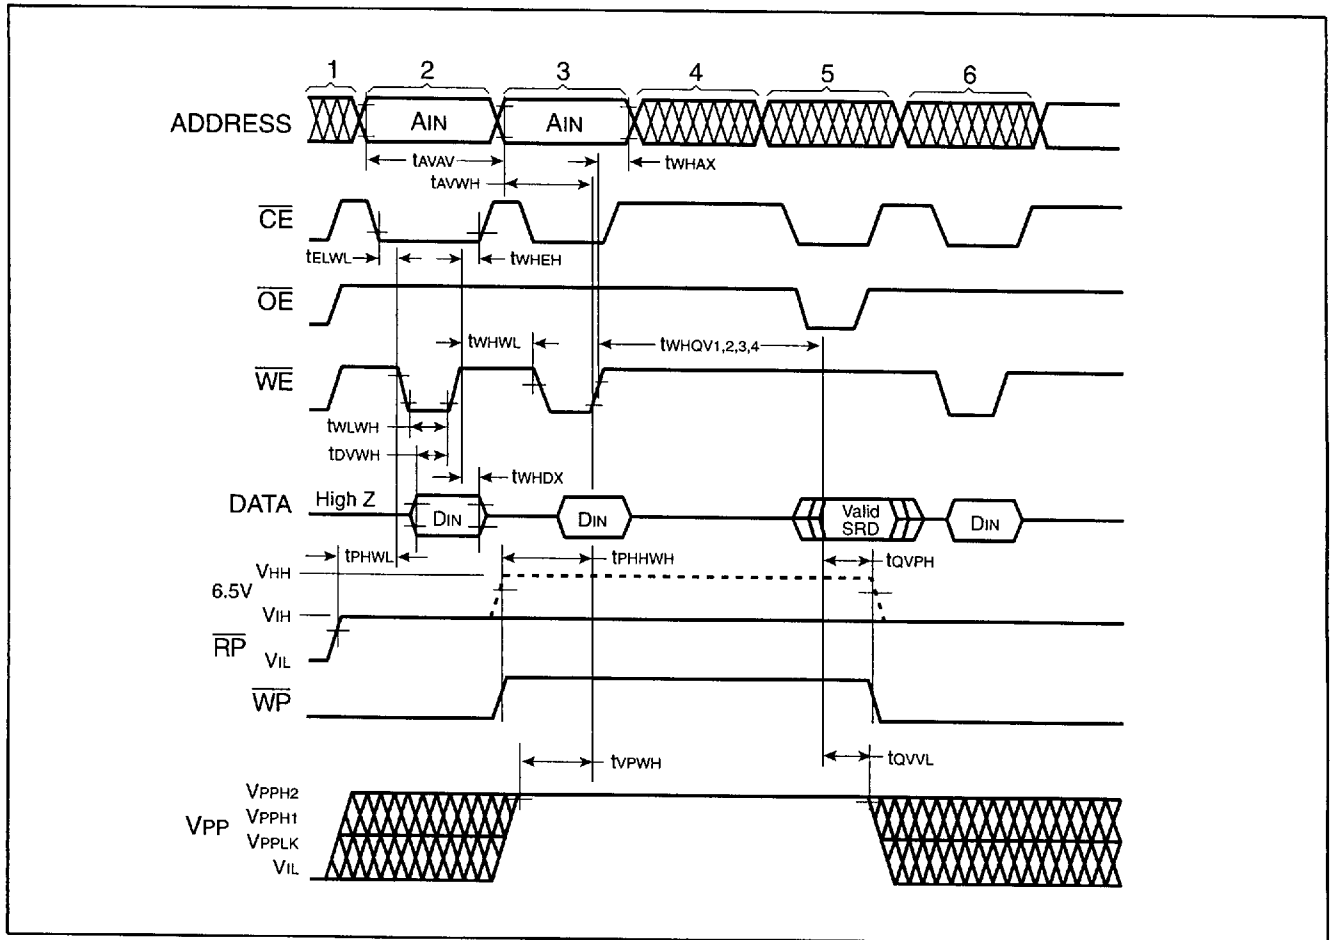 1 2 3 4 5 6
ADDRESS AIN AIN
tAVAV tWHAX
tAVWH
CE
tELWL tWHEH
OE
tWHWL tWHQV1,2,3,4
WE
tWLWH
tDVWH
tWHDX
DATA High Z DIN DIN Valid SRD DIN
tPHWL tPHHWH tQVPH
VHH
6.5V
VIH
RP
VIL
WP
tVPWH tQVVL
VPPH2
VPP VPPH1
VPPLK
VIL